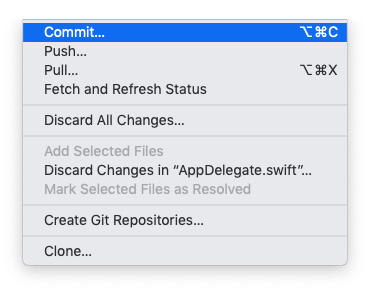 Commit... ⌥⌘C
Push...
Pull... ⌥⌘X
Fetch and Refresh Status
Discard All Changes...
Add Selected Files
Discard Changes in “AppDelegate.swift”...
Mark Selected Files as Resolved
Create Git Repositories...
Clone...